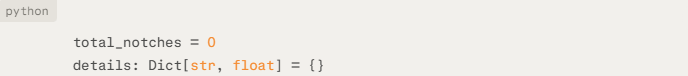 python
total_notches = 0
details: Dict[str, float] = {}